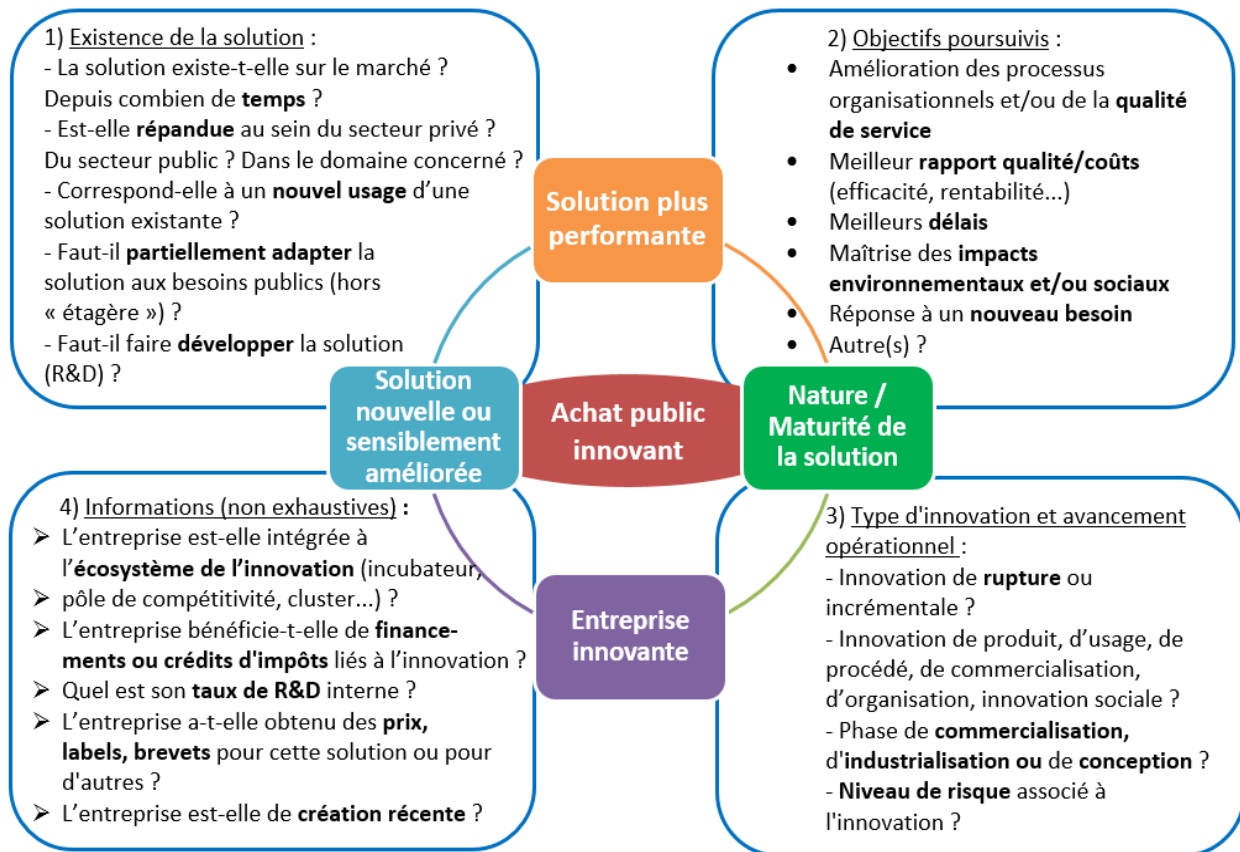 1) Existence de la solution :
- La solution existe-t-elle sur le marché ?
Depuis combien de temps ?
- Est-elle répandue au sein du secteur privé ?
Du secteur public ? Dans le domaine concerné ?
- Correspond-elle à un nouvel usage d’une
solution existante ?
- Faut-il partiellement adapter la
solution aux besoins publics (hors
« étagère ») ?
- Faut-il faire développer la solution
(R&D) ?
2) Objectifs poursuivis :
• Amélioration des processus
organisationnels et/ou de la qualité
de service
• Meilleur rapport qualité/coûts
(efficacité, rentabilité...)
• Meilleurs délais
• Maîtrise des impacts
environnementaux et/ou sociaux
• Réponse à un nouveau besoin
• Autre(s) ?
Solution plus
performante
Solution
nouvelle ou
sensiblement
améliorée
Achat public
innovant
Nature /
Maturité de
la solution
Entreprise
innovante
4) Informations (non exhaustives) :
➢ L’entreprise est-elle intégrée à
l’écosystème de l’innovation (incubateur,
➢ pôle de compétitivité, cluster...) ?
➢ L’entreprise bénéficie-t-elle de finance-
ments ou crédits d'impôts liés à l’innovation ?
➢ Quel est son taux de R&D interne ?
➢ L’entreprise a-t-elle obtenu des prix,
labels, brevets pour cette solution ou pour
d'autres ?
➢ L’entreprise est-elle de création récente ?
3) Type d'innovation et avancement
opérationnel :
- Innovation de rupture ou
incrémentale ?
- Innovation de produit, d’usage, de
procédé, de commercialisation,
d’organisation, innovation sociale ?
- Phase de commercialisation,
d'industrialisation ou de conception ?
- Niveau de risque associé à
l'innovation ?